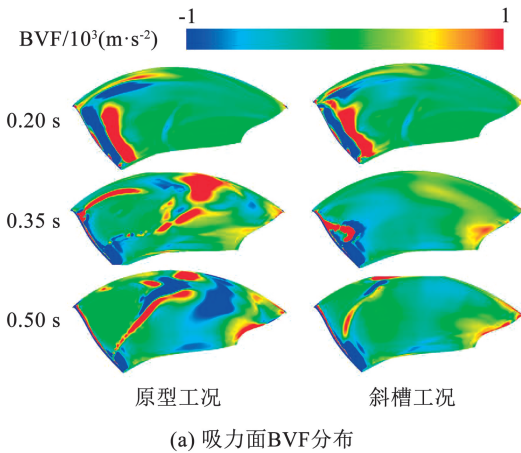 BVF/10³(m·s⁻²)
-1
1
0.20 s
0.35 s
0.50 s
原型工况
斜槽工况
(a) 吸力面BVF分布